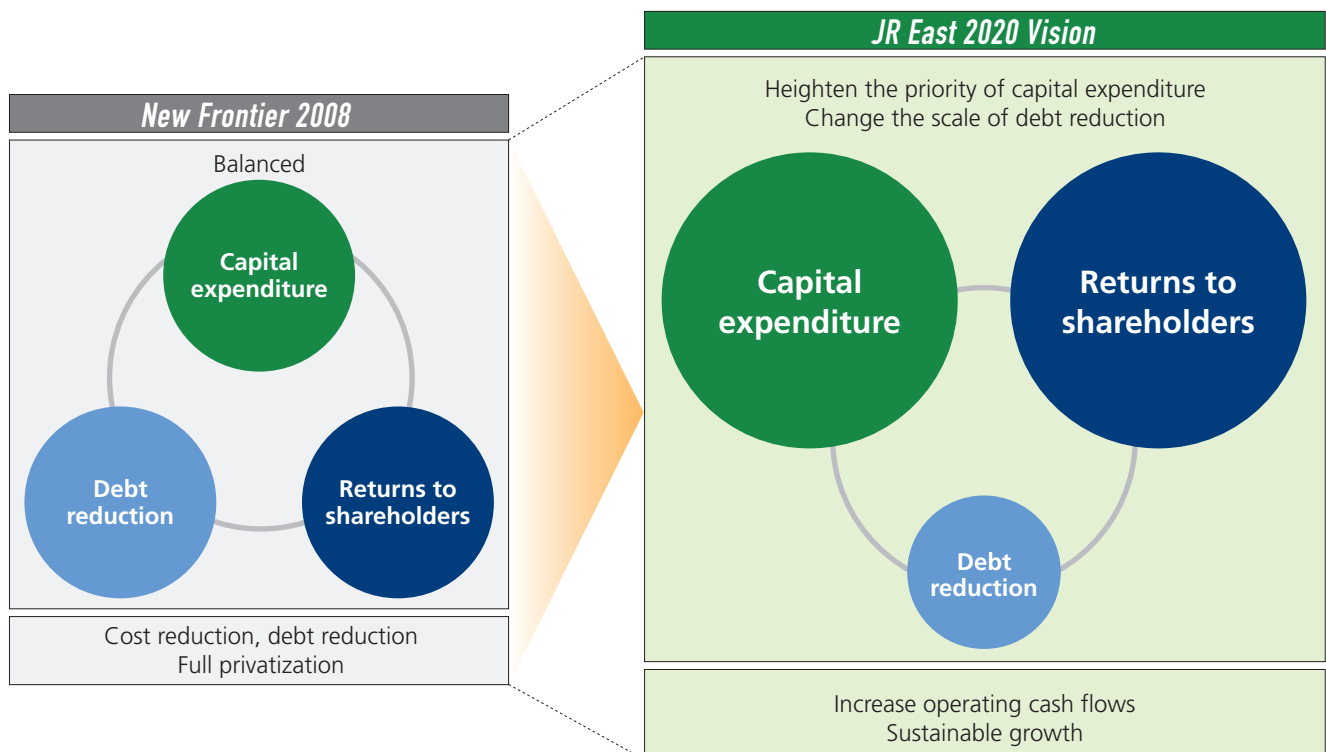 New Frontier 2008
Balanced
Capital
expenditure
Debt
reduction
Returns to
shareholders
Cost reduction, debt reduction
Full privatization
JR East 2020 Vision
Heighten the priority of capital expenditure
Change the scale of debt reduction
Capital
expenditure
Returns to
shareholders
Debt
reduction
Increase operating cash flows
Sustainable growth